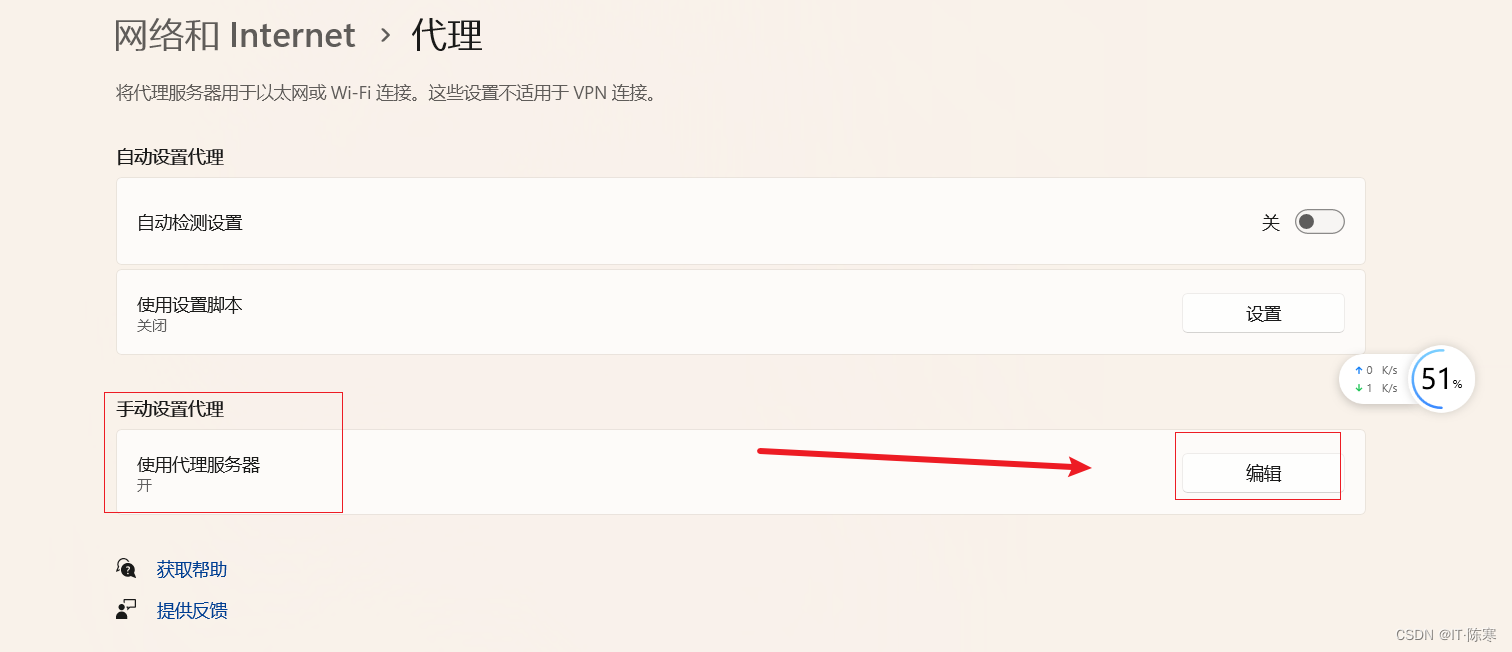 网络和 Internet › 代理
将代理服务器用于以太网或 Wi-Fi 连接。这些设置不适用于 VPN 连接。
自动设置代理
自动检测设置
关
使用设置脚本
关闭
设置
↑ 0 K/s
↓ 1 K/s
51%
手动设置代理
使用代理服务器
开
编辑
获取帮助
提供反馈
CSDN @IT·陈寒